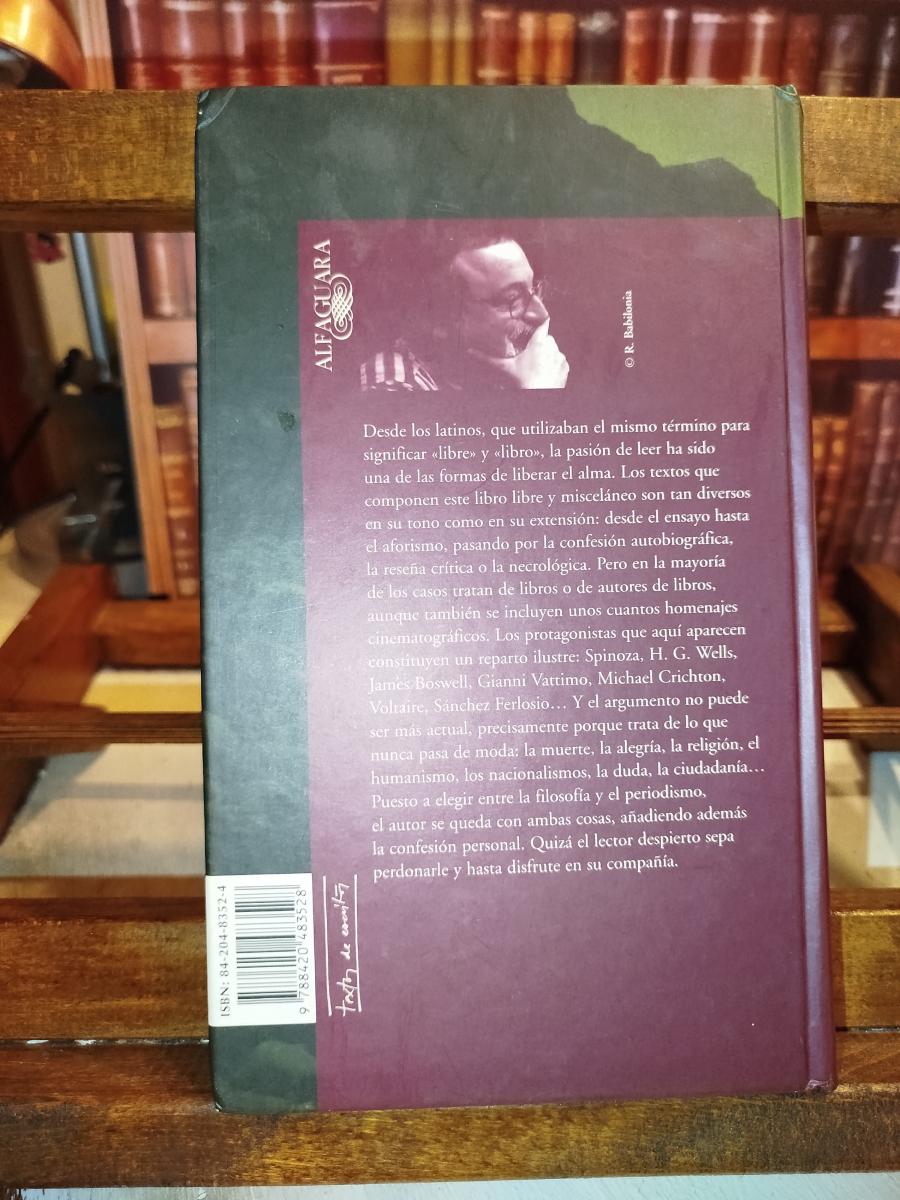 ALFAGUARA
© R. Babilonia
Desde los latinos, que utilizaban el mismo término para
significar «libre» y «libro», la pasión de leer ha sido
una de las formas de liberar el alma. Los textos que
componen este libro libre y misceláneo son tan diversos
en su tono como en su extensión: desde el ensayo hasta
el aforismo, pasando por la confesión autobiográfica,
la reseña crítica o la necrológica. Pero en la mayoría
de los casos tratan de libros o de autores de libros,
aunque también se incluyen unos cuantos homenajes
cinematográficos. Los protagonistas que aquí aparecen
constituyen un reparto ilustre: Spinoza, H. G. Wells,
James Boswell, Gianni Vattimo, Michael Crichton,
Voltaire, Sánchez Ferlosio… Y el argumento no puede
ser más actual, precisamente porque trata de lo que
nunca pasa de moda: la muerte, la alegría, la religión, el
humanismo, los nacionalismos, la duda, la ciudadanía…
Puesto a elegir entre la filosofía y el periodismo,
el autor se queda con ambas cosas, añadiendo además
la confesión personal. Quizá el lector despierto sepa
perdonarle y hasta disfrute en su compañía.
ISBN: 84-204-8352-4
9 788420 483528
textos de escritor